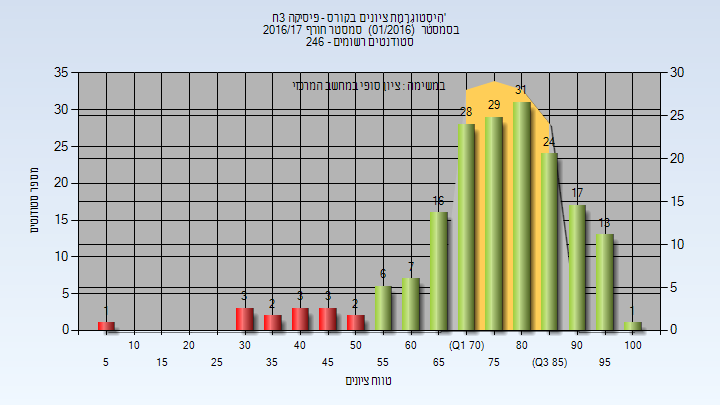 היסטוגרמת ציונים בקורס - פיסיקה 3ח'
בסמסטר (01/2016) סמסטר חורף 2016/17
סטודנטים רשומים - 246
במשימה : ציון סופי במחשב המרכזי
מספר סטודנטים
35 30 25 20 15 10 5 0
30 25 20 15 10 5 0
1 3 2 3 3 2 6 7 16 28 29 31 24 17 13 1
10 20 30 40 50 60 (Q1 70) 80 90 100
5 15 25 35 45 55 65 75 (Q3 85) 95
טווח ציונים